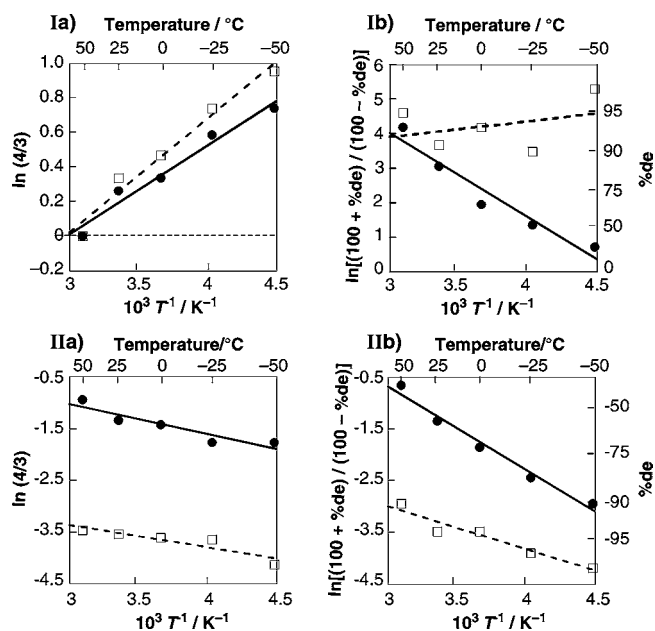 Ia)
Temperature / °C
50 25 0 –25 –50
1.0
0.8
0.6
0.4
0.2
0
–0.2
ln (4/3)
3 3.5 4 4.5
10³ T⁻¹ / K⁻¹
Ib)
Temperature / °C
50 25 0 –25 –50
6
5
4
3
2
1
0
ln[(100 + %de) / (100 – %de)]
95
90
75
50
0
%de
3 3.5 4 4.5
10³ T⁻¹ / K⁻¹
IIa)
Temperature/°C
50 25 0 –25 –50
-0.5
-1.5
-2.5
-3.5
-4.5
ln (4/3)
3 3.5 4 4.5
10³ T⁻¹ / K⁻¹
IIb)
Temperature/°C
50 25 0 –25 –50
-0.5
-1.5
-2.5
-3.5
-4.5
ln[(100 + %de) / (100 – %de)]
-50
-75
-90
-95
%de
3 3.5 4 4.5
10³ T⁻¹ / K⁻¹